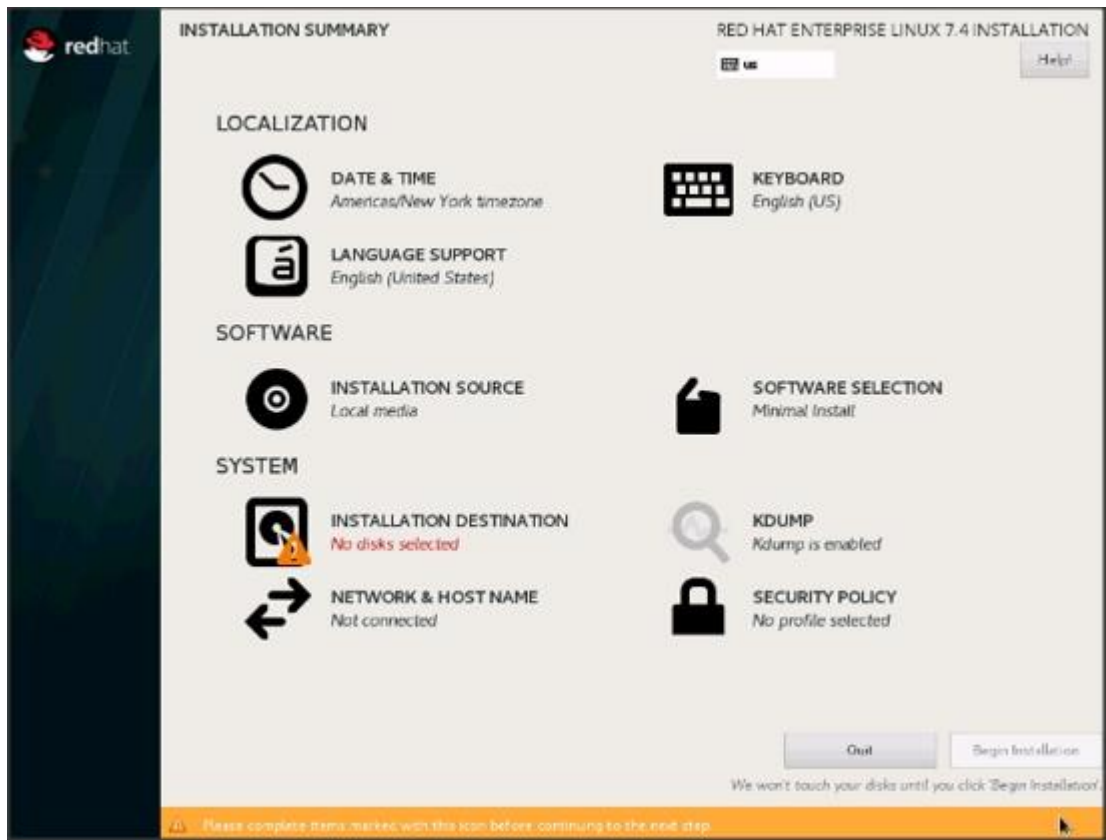 redhat
INSTALLATION SUMMARY
RED HAT ENTERPRISE LINUX 7.4 INSTALLATION
us
Help!
LOCALIZATION
DATE & TIME
Americas/New York timezone
KEYBOARD
English (US)
á
LANGUAGE SUPPORT
English (United States)
SOFTWARE
INSTALLATION SOURCE
Local media
SOFTWARE SELECTION
Minimal Install
SYSTEM
INSTALLATION DESTINATION
No disks selected
KDUMP
Kdump is enabled
NETWORK & HOST NAME
Not connected
SECURITY POLICY
No profile selected
Quit
Begin Installation
We won't touch your disks until you click 'Begin Installation'.
Please complete items marked with this icon before continuing to the next step.